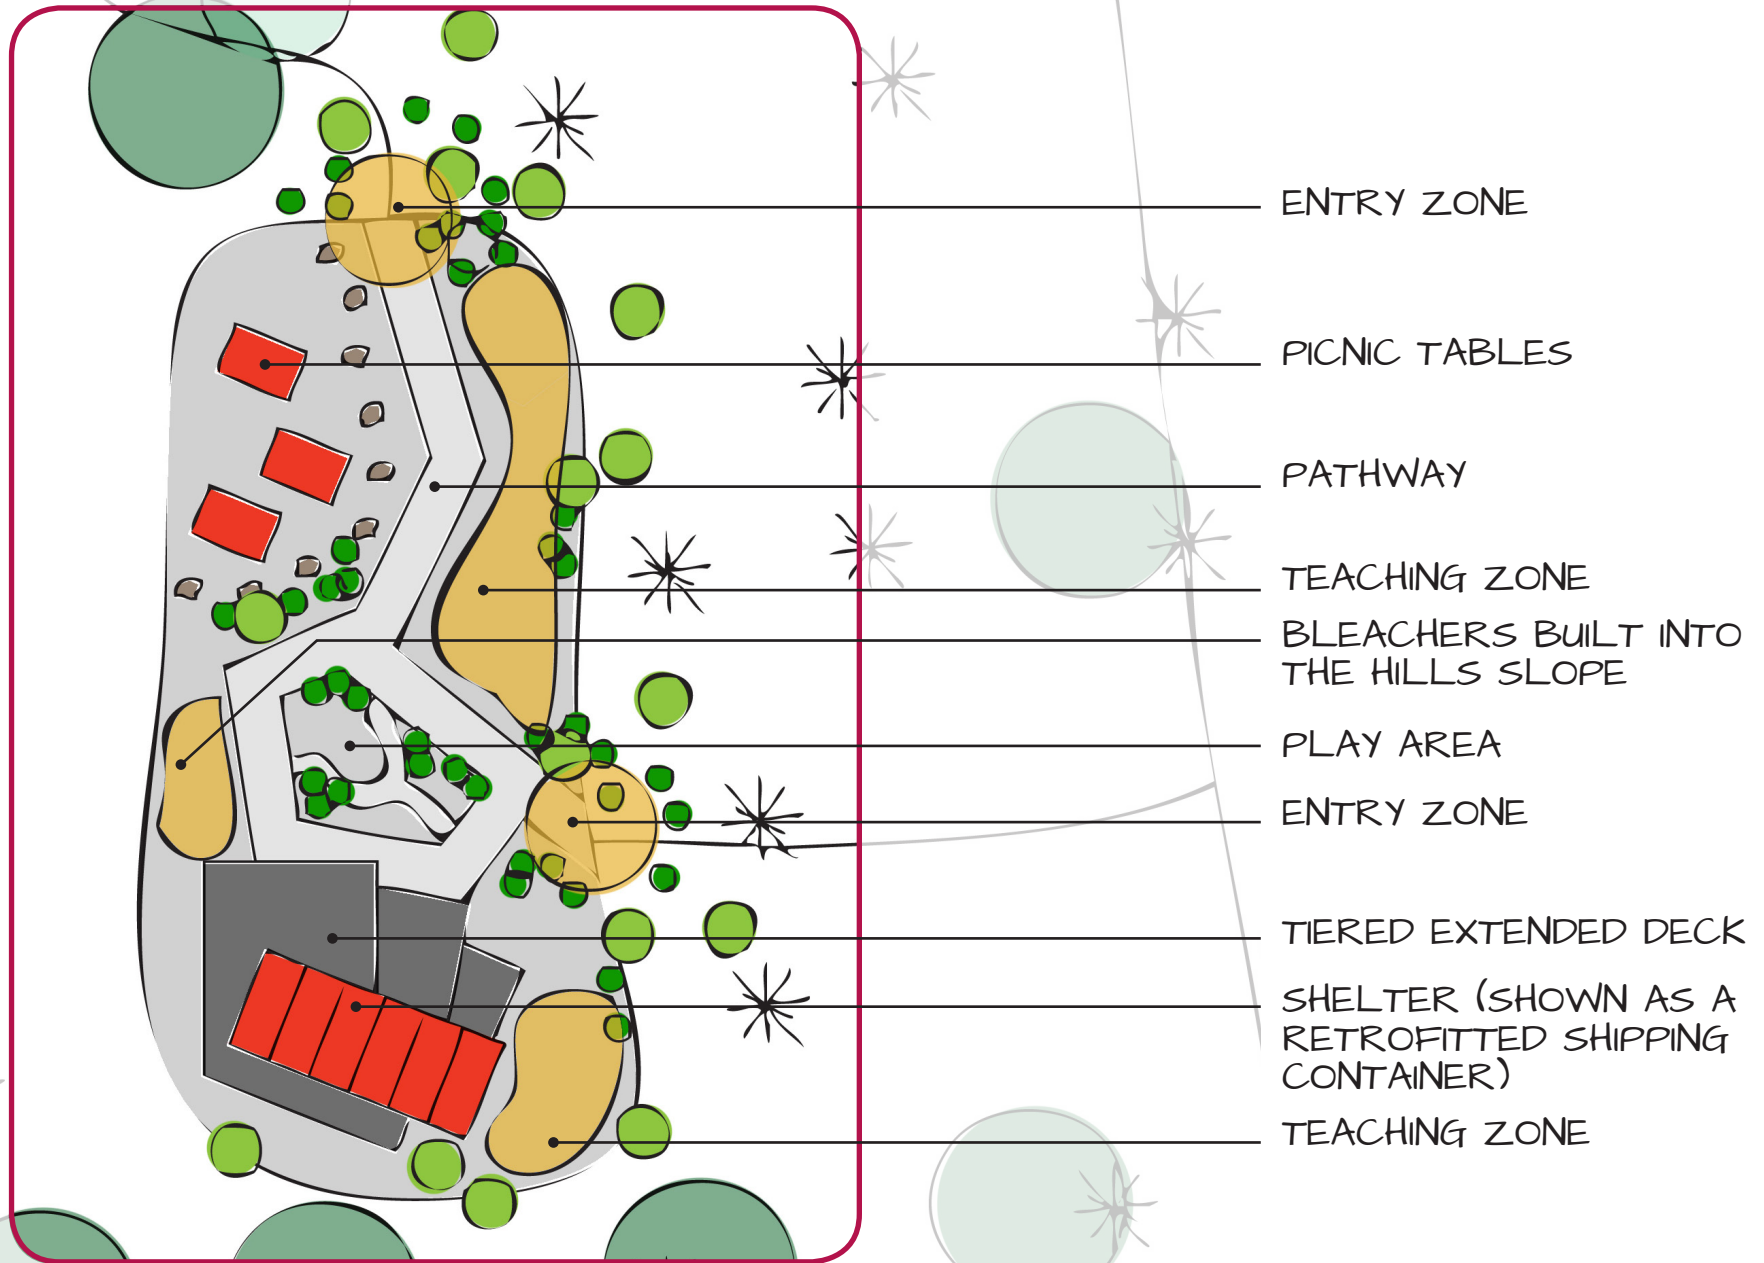 ENTRY ZONE
PICNIC TABLES
PATHWAY
TEACHING ZONE
BLEACHERS BUILT INTO
THE HILLS SLOPE
PLAY AREA
ENTRY ZONE
TIERED EXTENDED DECK
SHELTER (SHOWN AS A
RETROFITTED SHIPPING
CONTAINER)
TEACHING ZONE